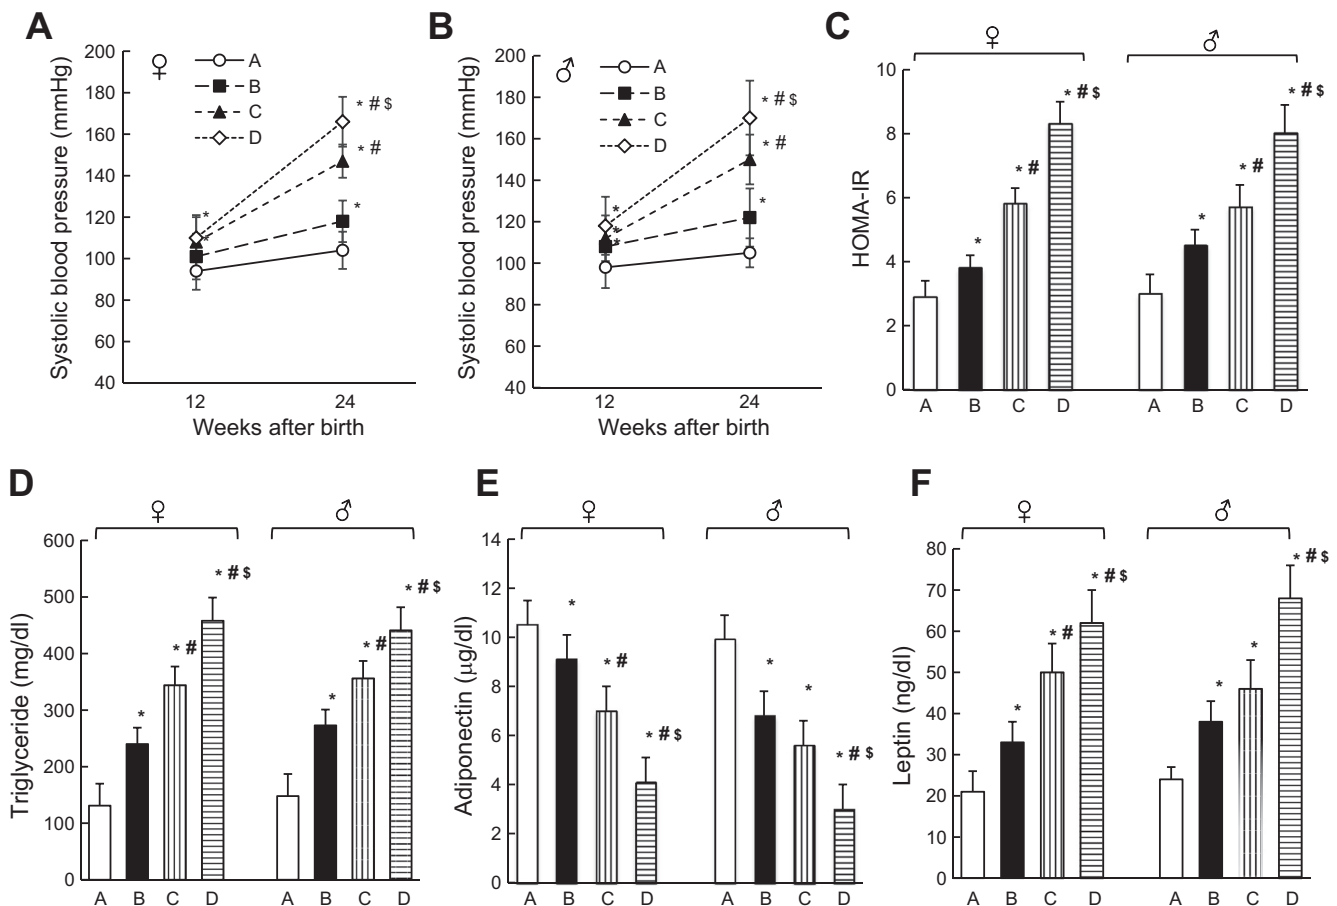 A
♀
A
B
C
D
Systolic blood pressure (mmHg)
200
180
160
140
120
100
80
60
40
* # $
* #
*
*
*
12 24
Weeks after birth
B
♂
A
B
C
D
Systolic blood pressure (mmHg)
200
180
160
140
120
100
80
60
40
* # $
* #
*
*
*
*
12 24
Weeks after birth
C
♀ ♂
HOMA-IR
10
8
6
4
2
0
* * # * # $ * * # * # $
A B C D A B C D
D
♀ ♂
Triglyceride (mg/dl)
600
500
400
300
200
100
0
* * # * # $ * * # * # $
A B C D A B C D
E
♀ ♂
Adiponectin (μg/dl)
14
12
10
8
6
4
2
0
* * # * # $ * * * # $
A B C D A B C D
F
♀ ♂
Leptin (ng/dl)
80
70
60
50
40
30
20
10
0
* * # * # $ * * * # $
A B C D A B C D